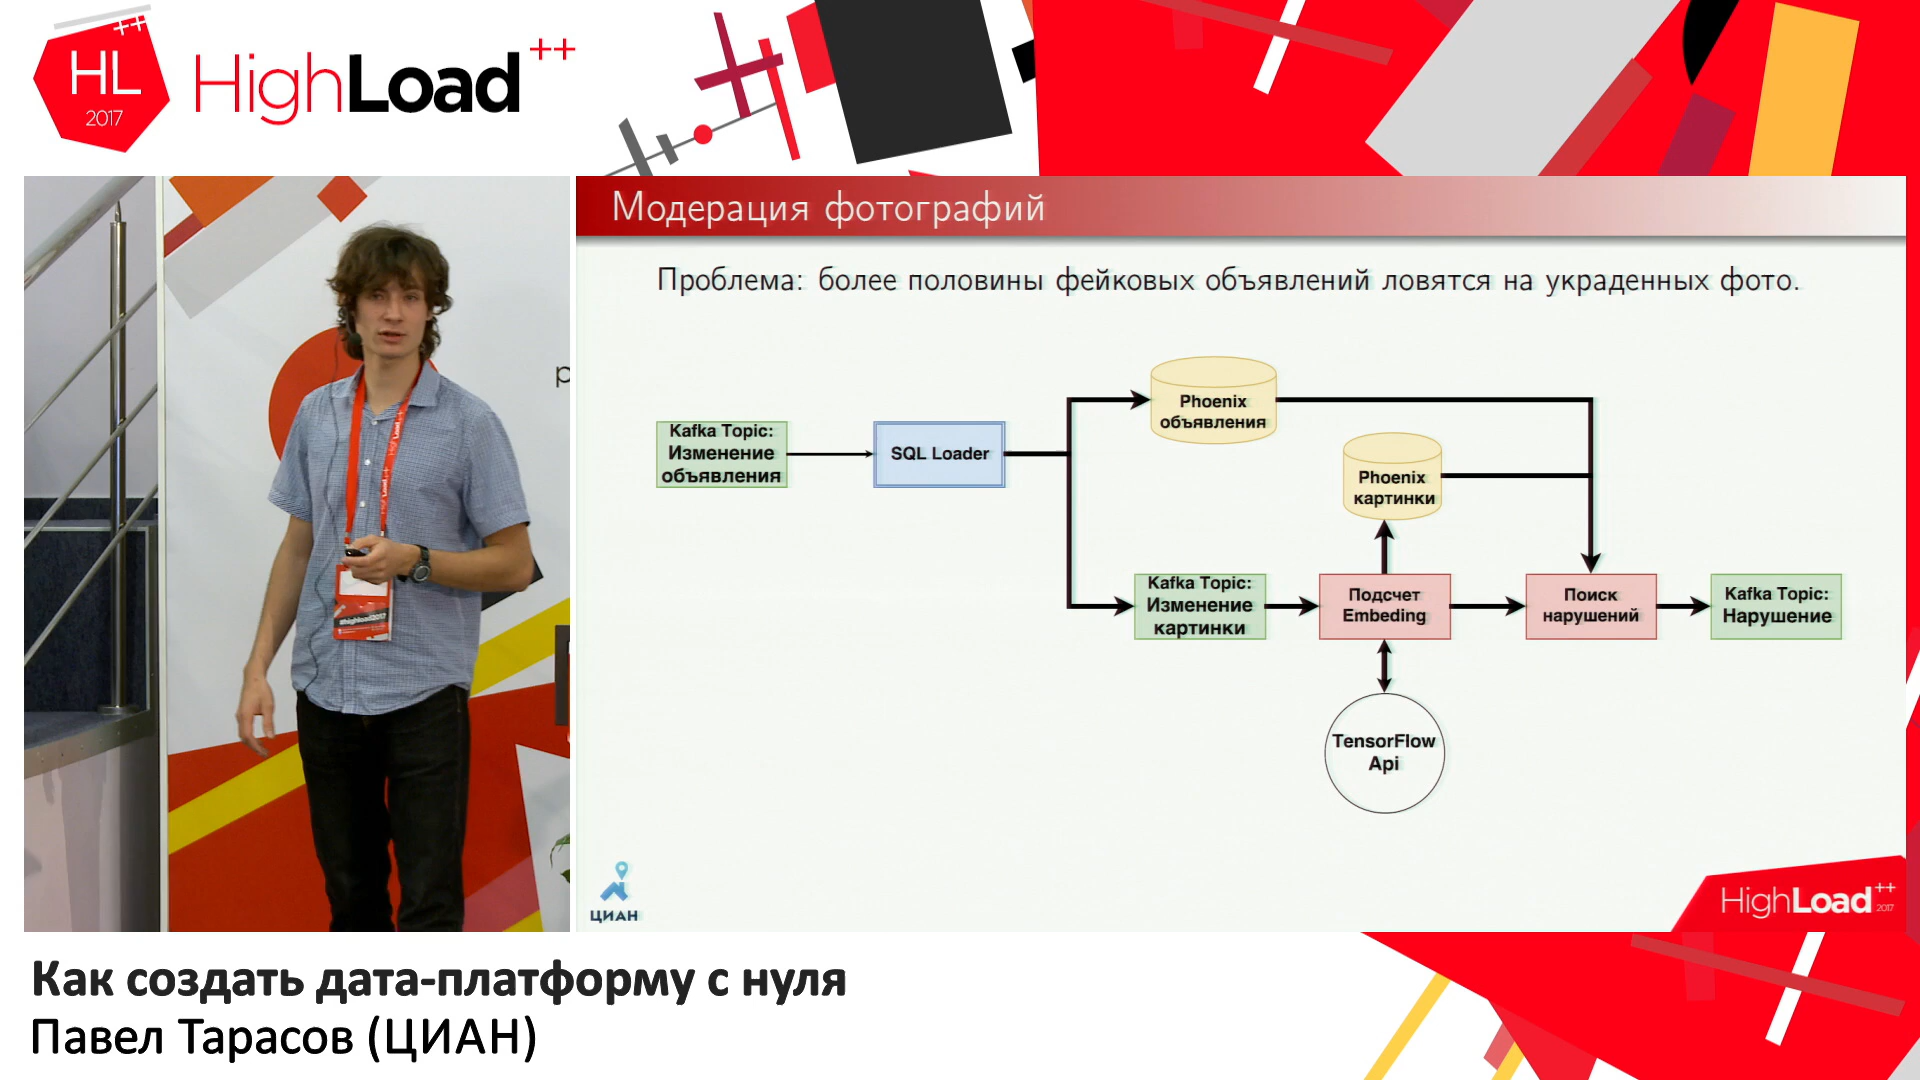 HL++
2017
HighLoad++
Модерация фотографий
Проблема: более половины фейковых объявлений ловятся на украденных фото.
Kafka Topic:
Изменение
объявления
SQL Loader
Phoenix
объявления
Phoenix
картинки
Kafka Topic:
Изменение
картинки
Подсчет
Embeding
Поиск
нарушений
Kafka Topic:
Нарушение
TensorFlow
Api
ЦИАН
HighLoad++
2017
р
Load++
#highload2017
Как создать дата-платформу с нуля
Павел Тарасов (ЦИАН)